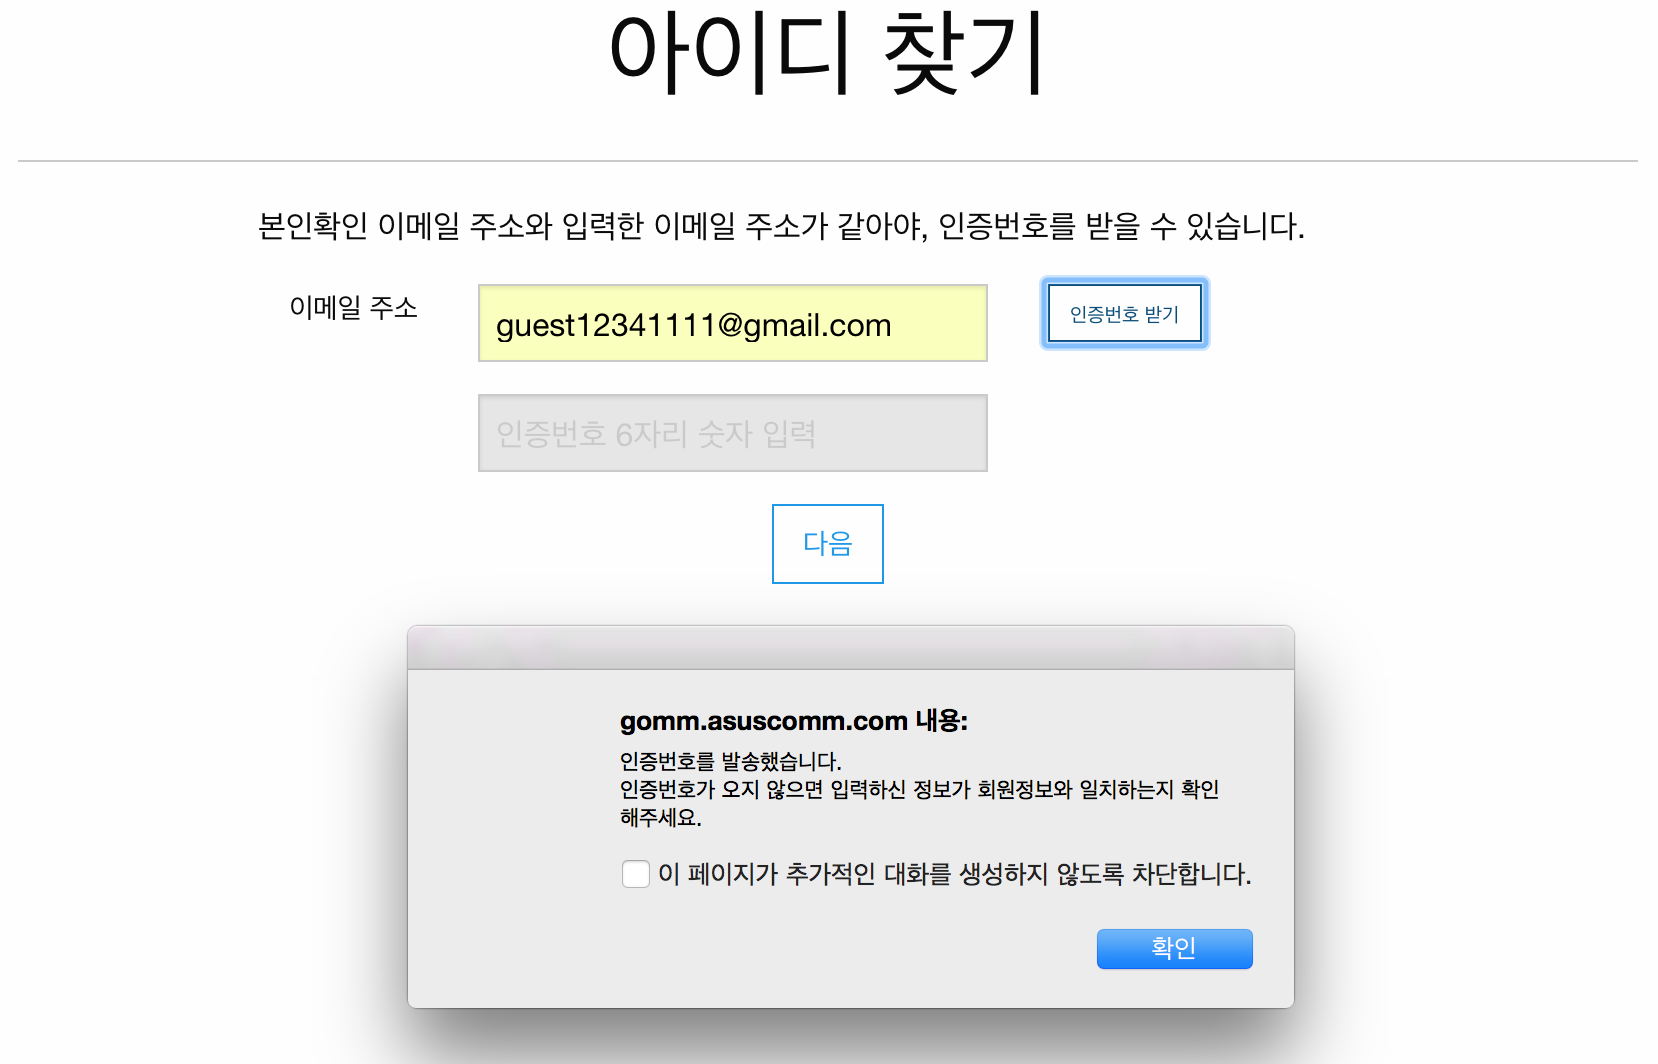 아이디 찾기
본인확인 이메일 주소와 입력한 이메일 주소가 같아야, 인증번호를 받을 수 있습니다.
이메일 주소
guest12341111@gmail.com
인증번호 받기
인증번호 6자리 숫자 입력
다음
gomm.asuscomm.com 내용:
인증번호를 발송했습니다.
인증번호가 오지 않으면 입력하신 정보가 회원정보와 일치하는지 확인
해주세요.
이 페이지가 추가적인 대화를 생성하지 않도록 차단합니다.
확인